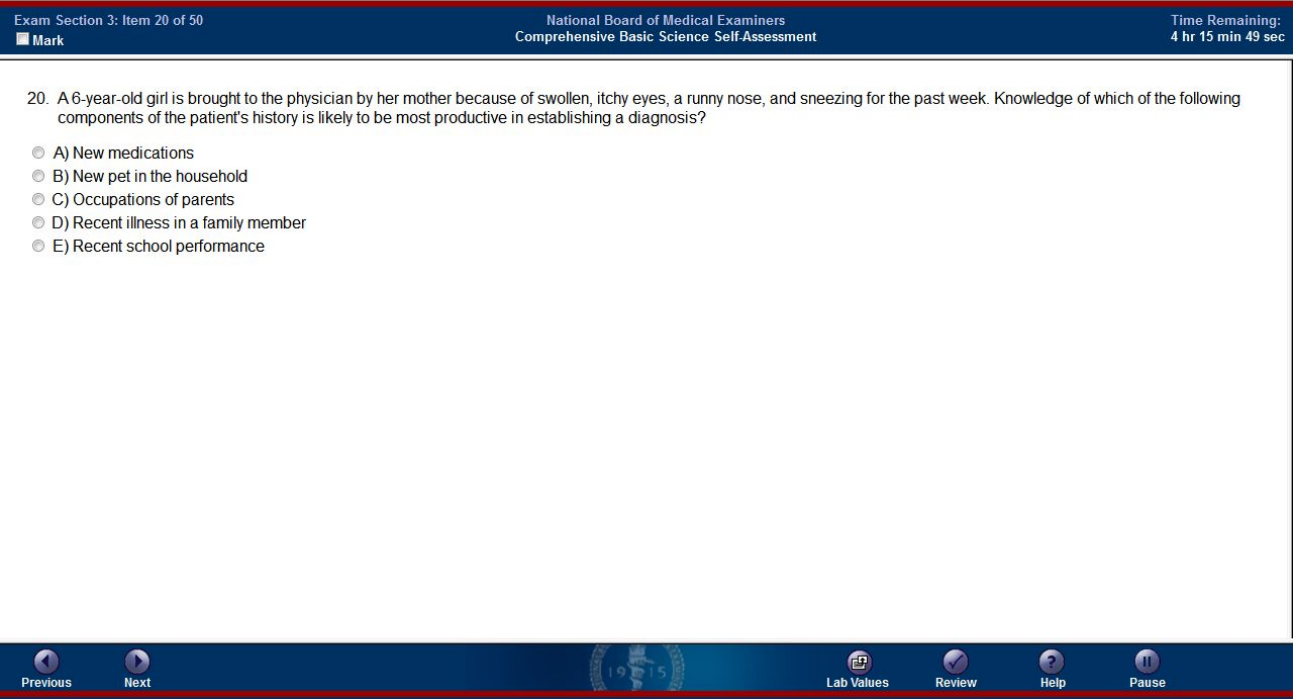 Exam Section 3: Item 20 of 50
National Board of Medical Examiners
Time Remaining:
Mark
Comprehensive Basic Science Self-Assessment
4 hr 15 min 49 sec
20. A 6-year-old girl is brought to the physician by her mother because of swollen, itchy eyes, a runny nose, and sneezing for the past week. Knowledge of which of the following
components of the patient's history is likely to be most productive in establishing a diagnosis?
A) New medications
B) New pet in the household
C) Occupations of parents
D) Recent illness in a family member
E) Recent school performance
1915
Previous
Next
Lab Values
Review
Help
Pause